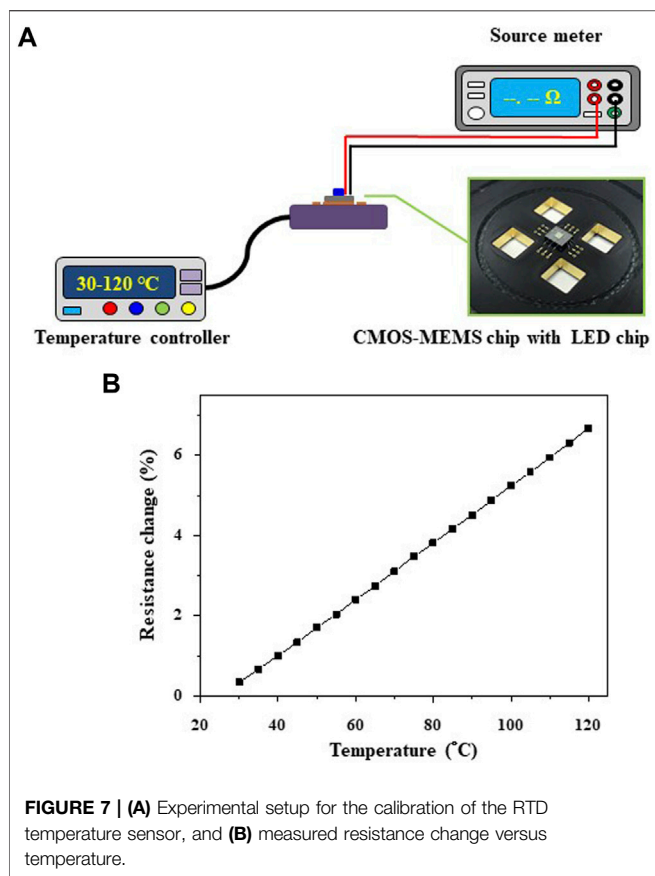 A
Source meter
--. -- Ω
30-120 °C
Temperature controller
CMOS-MEMS chip with LED chip
B
Resistance change (%)
6
4
2
0
20 40 60 80 100 120
Temperature (°C)
FIGURE 7 | (A) Experimental setup for the calibration of the RTD
temperature sensor, and (B) measured resistance change versus
temperature.